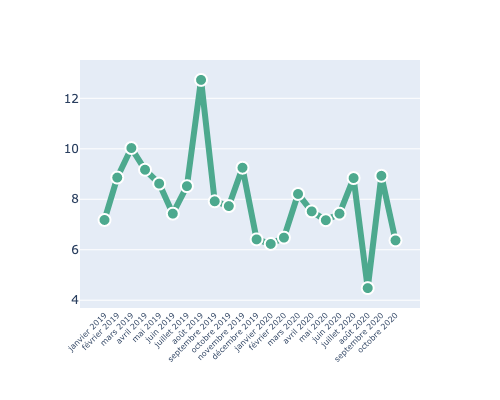 12
10
8
6
4
janvier 2019
février 2019
mars 2019
avril 2019
mai 2019
juin 2019
juillet 2019
août 2019
septembre 2019
octobre 2019
novembre 2019
décembre 2019
janvier 2020
février 2020
mars 2020
avril 2020
mai 2020
juin 2020
juillet 2020
août 2020
septembre 2020
octobre 2020